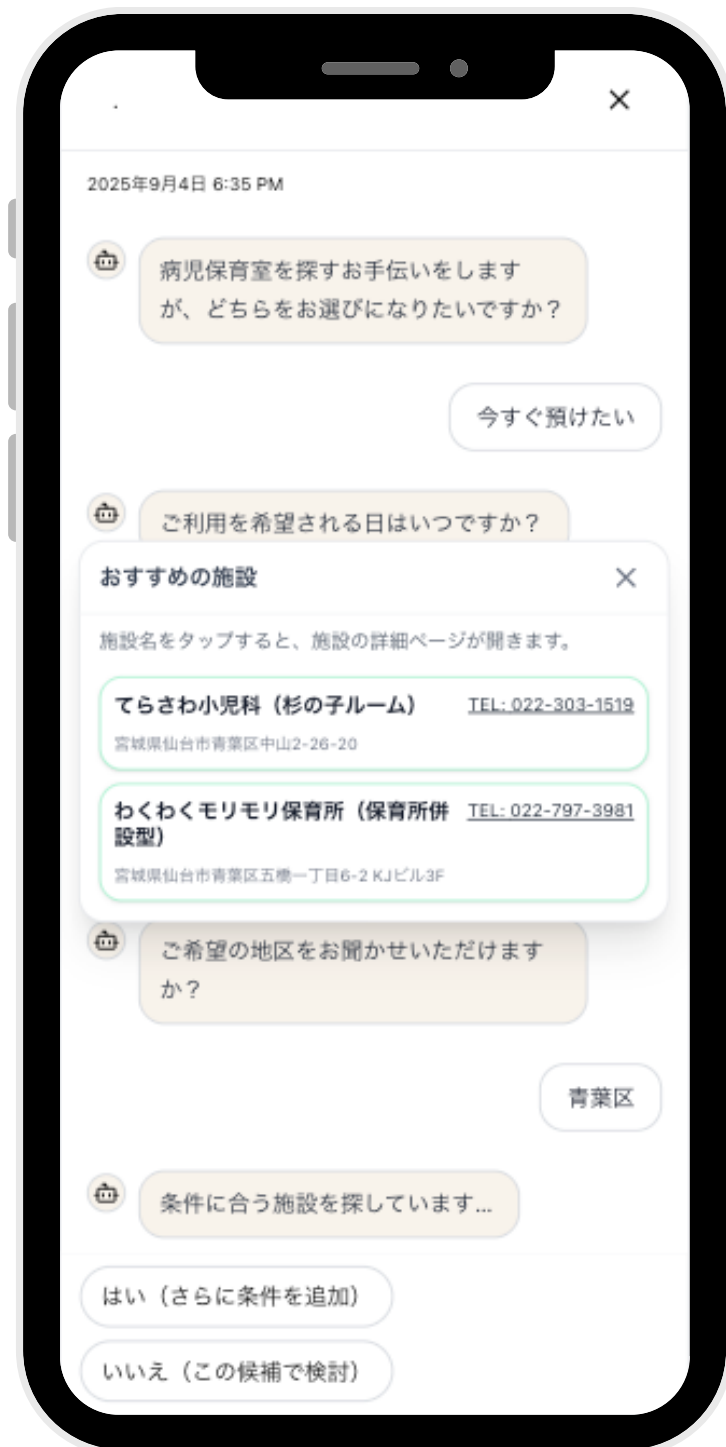 2025年9月4日 6:35 PM
病児保育室を探すお手伝いをします
が、どちらをお選びになりたいですか？
今すぐ預けたい
ご利用を希望される日はいつですか？
おすすめの施設
施設名をタップすると、施設の詳細ページが開きます。
てらさわ小児科（杉の子ルーム） TEL: 022-303-1519
宮城県仙台市青葉区中山2-26-20
わくわくモリモリ保育所（保育所併 TEL: 022-797-3981
設型）
宮城県仙台市青葉区五橋一丁目6-2 KJビル3F
ご希望の地区をお聞かせいただけます
か？
青葉区
条件に合う施設を探しています...
はい（さらに条件を追加）
いいえ（この候補で検討）